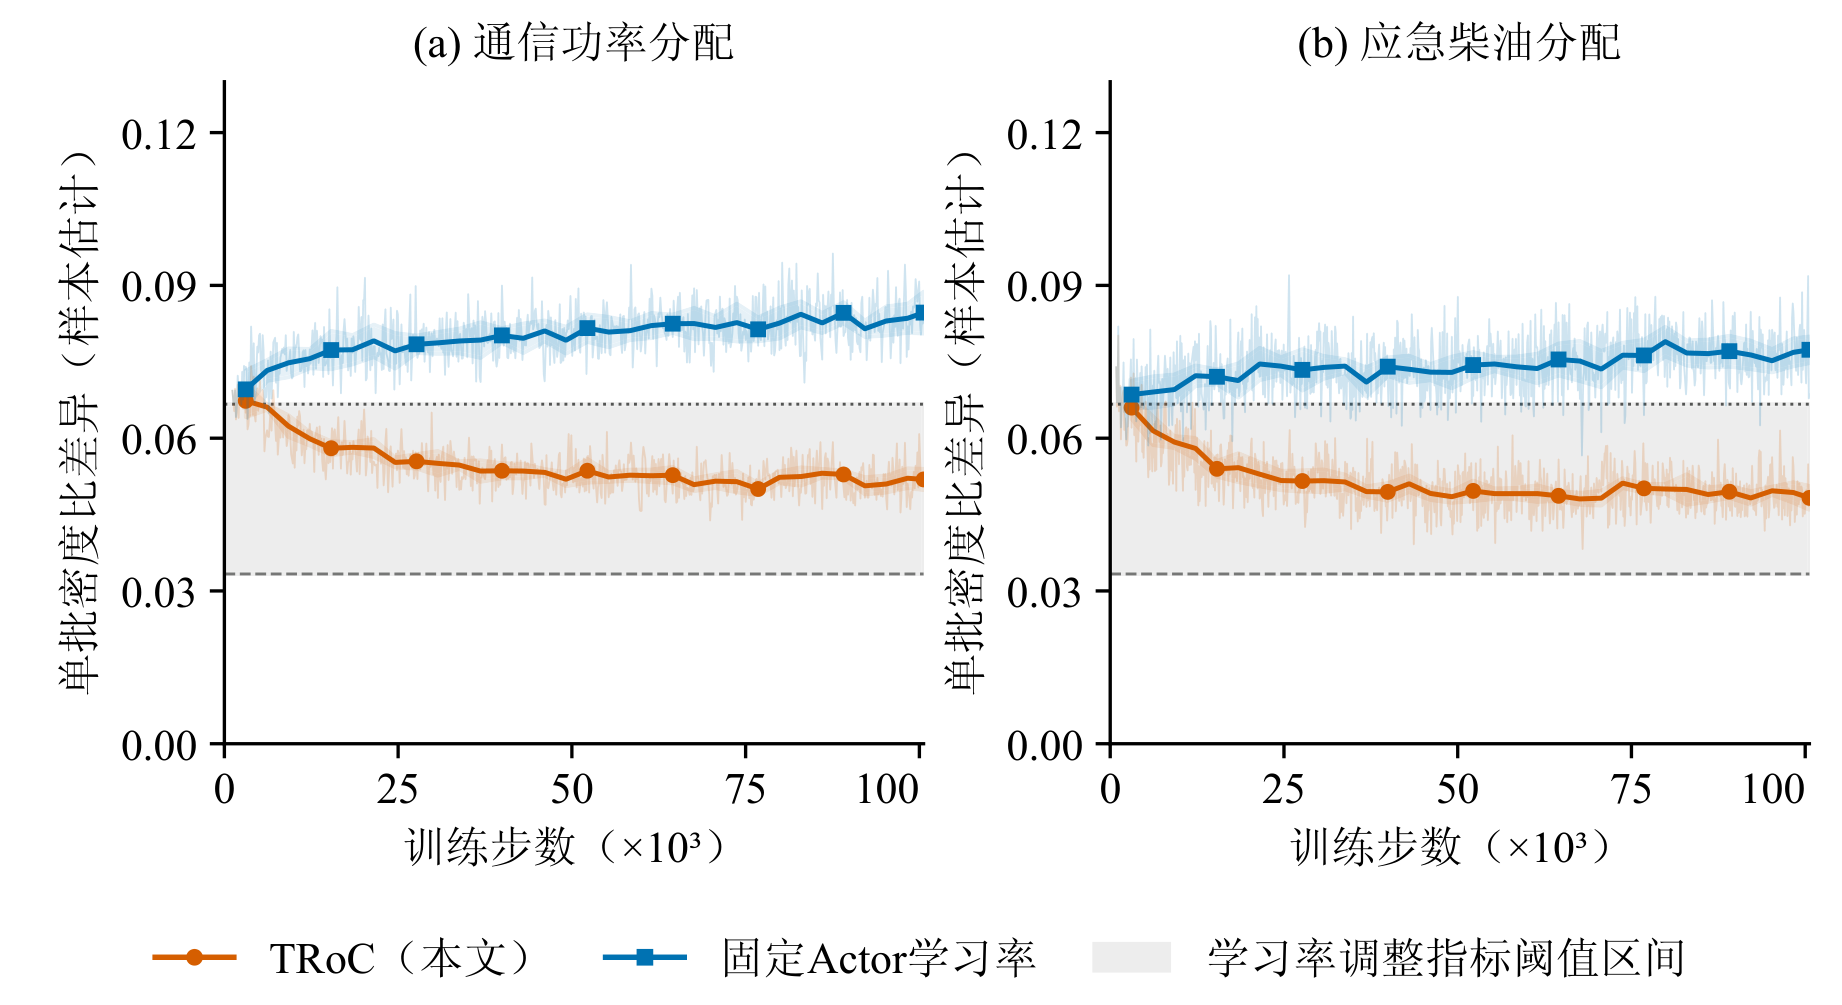 (a) 通信功率分配
单批密度比差异（样本估计）
0.12
0.09
0.06
0.03
0.00
0
25
50
75
100
训练步数（×10³）
(b) 应急柴油分配
单批密度比差异（样本估计）
0.12
0.09
0.06
0.03
0.00
0
25
50
75
100
训练步数（×10³）
TRoC（本文）
固定Actor学习率
学习率调整指标阈值区间